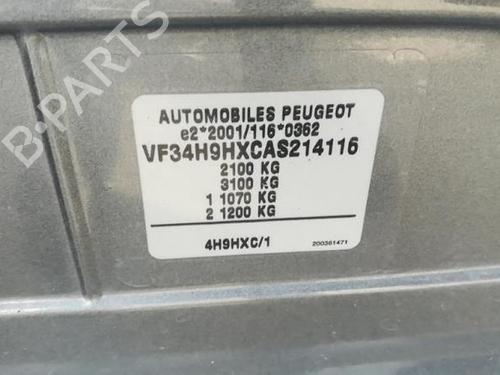 AUTOMOBILES PEUGEOT
e2*2001/116*0362
VF34H9HXCAS214116
2100 KG
3100 KG
1 1070 KG
2 1200 KG
4H9HXC/1
200361471
B-PARTS